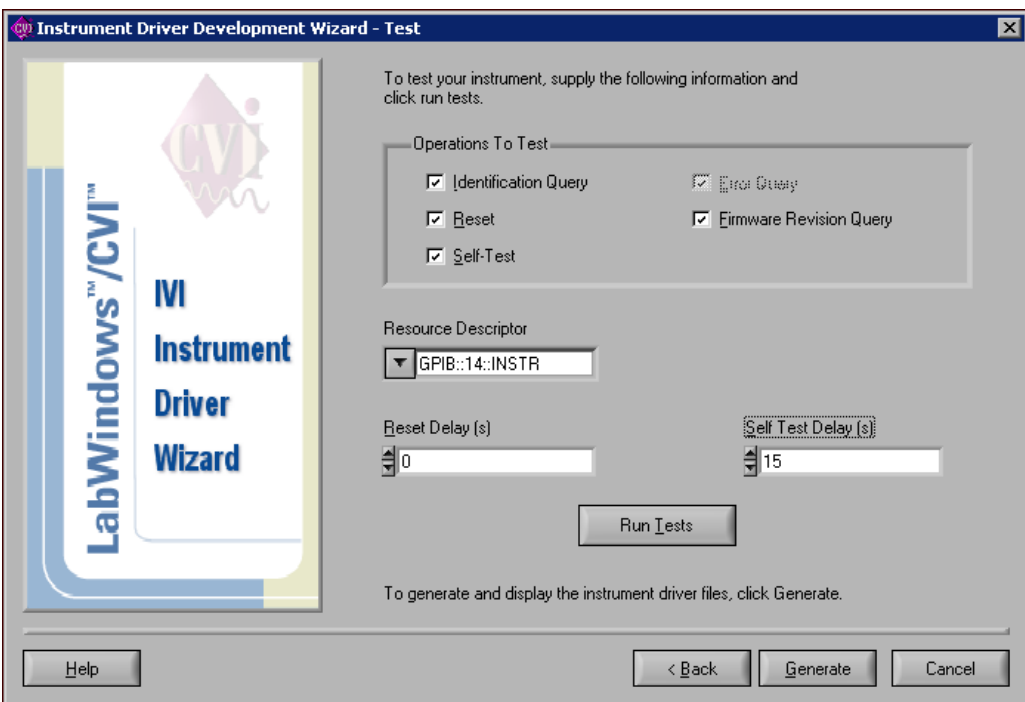 Instrument Driver Development Wizard - Test
CVI
LabWindows™/CVI™
IVI
Instrument
Driver
Wizard
To test your instrument, supply the following information and
click run tests.
Operations To Test
Identification Query
Error Query
Reset
Firmware Revision Query
Self-Test
Resource Descriptor
GPIB::14::INSTR
Reset Delay (s)
Self Test Delay (s)
0
15
Run Tests
To generate and display the instrument driver files, click Generate.
Help
< Back
Generate
Cancel